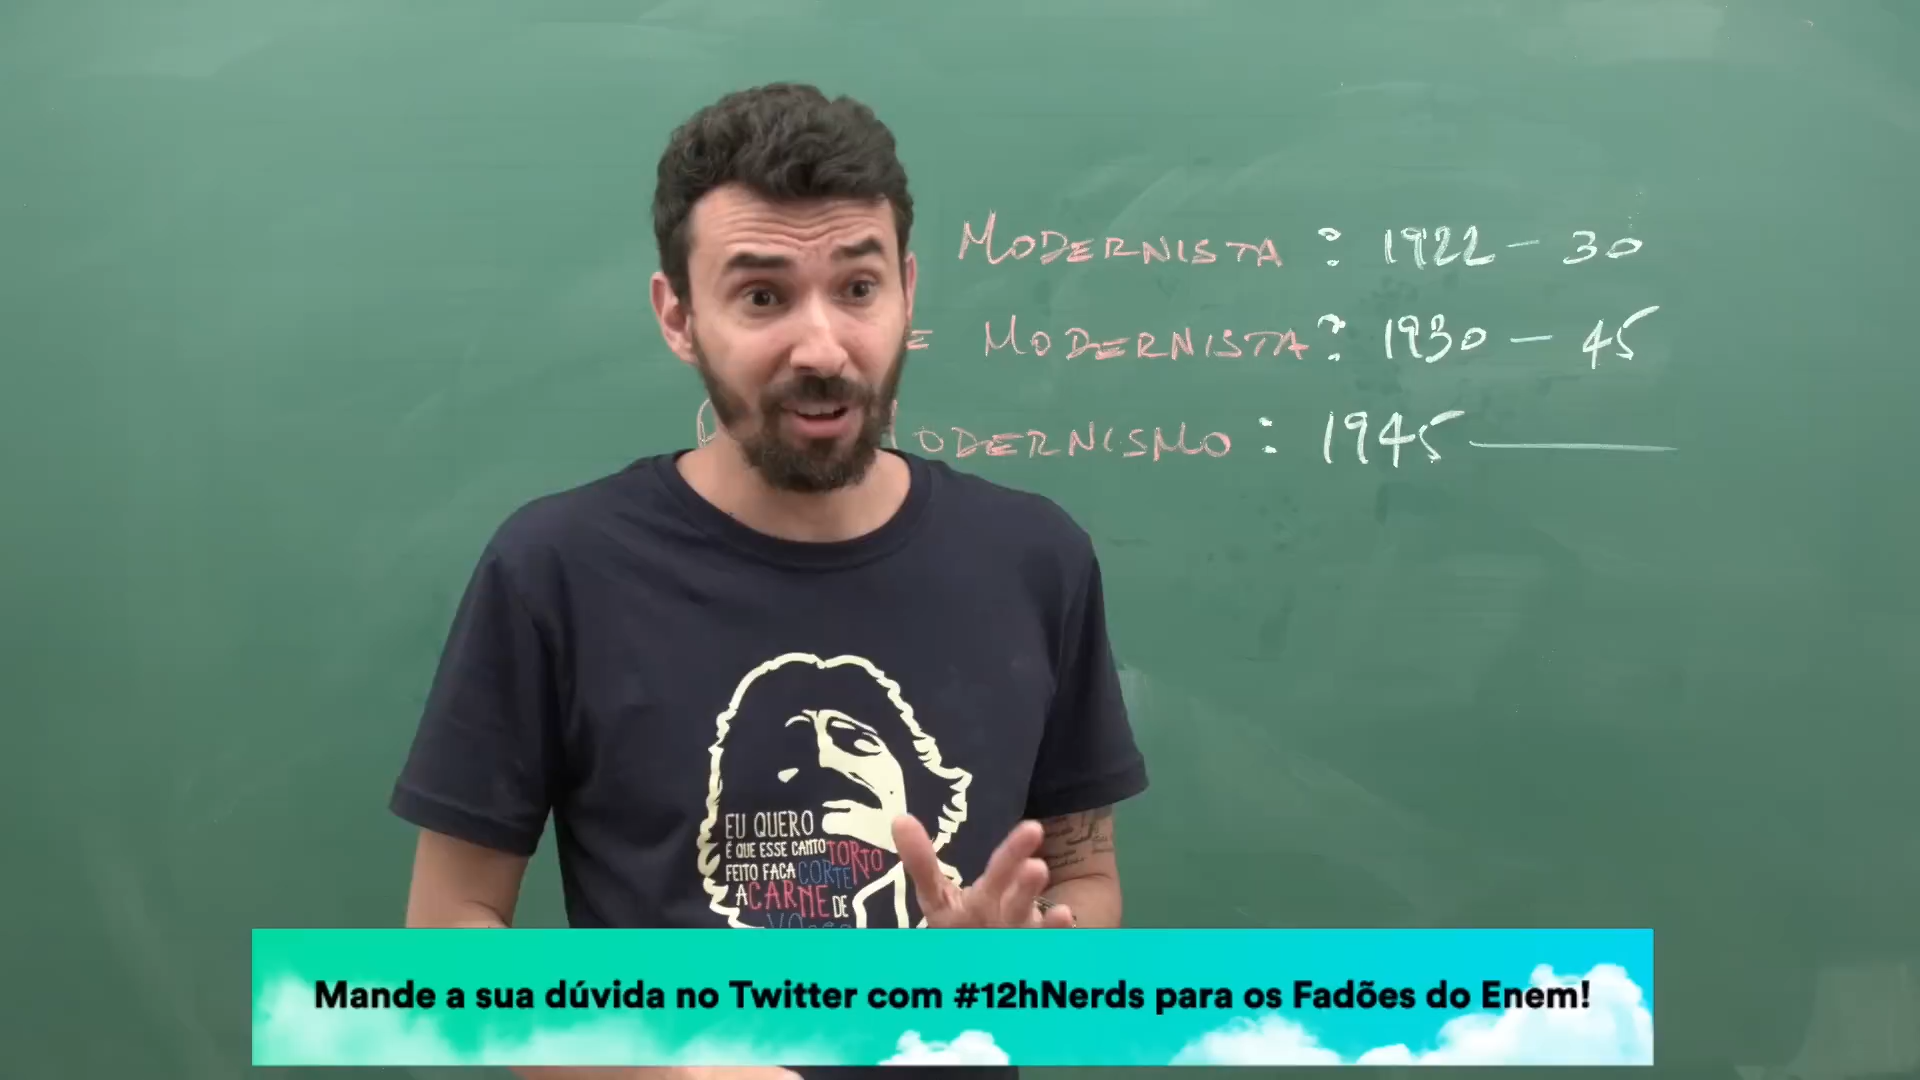 MODERNISTA : 1922 – 30
E MODERNISTA : 1930 – 45
ODERNISMO : 1945
EU QUERO
É QUE ESSE CANTO TORTO
FEITO FACA CORTE
A CARNE DE
Mande a sua dúvida no Twitter com #12hNerds para os Fadões do Enem!